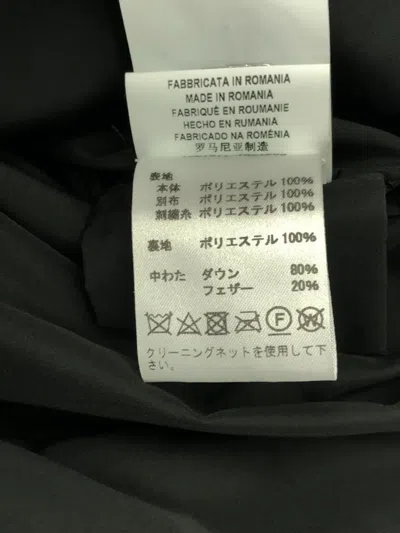 FABBRICATA IN ROMANIA
MADE IN ROMANIA
FABRIQUÉ EN ROUMANIE
HECHO EN RUMANIA
FABRICADO NA ROMÉNIA
罗马尼亚制造
表地
本体 ポリエステル 100%
別布 ポリエステル 100%
刺繍糸 ポリエステル 100%
裏地 ポリエステル 100%
中わた ダウン 80%
フェザー 20%
F W
クリーニングネットを使用して下
さい。